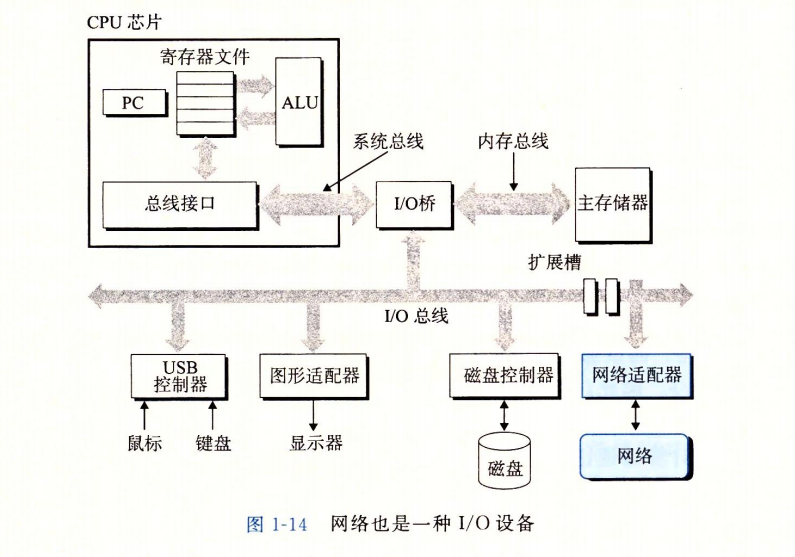 CPU 芯片
寄存器文件
PC
ALU
系统总线
内存总线
总线接口
I/O桥
主存储器
扩展槽
I/O 总线
USB
控制器
图形适配器
磁盘控制器
网络适配器
鼠标
键盘
显示器
磁盘
网络
图 1-14 网络也是一种 I/O 设备